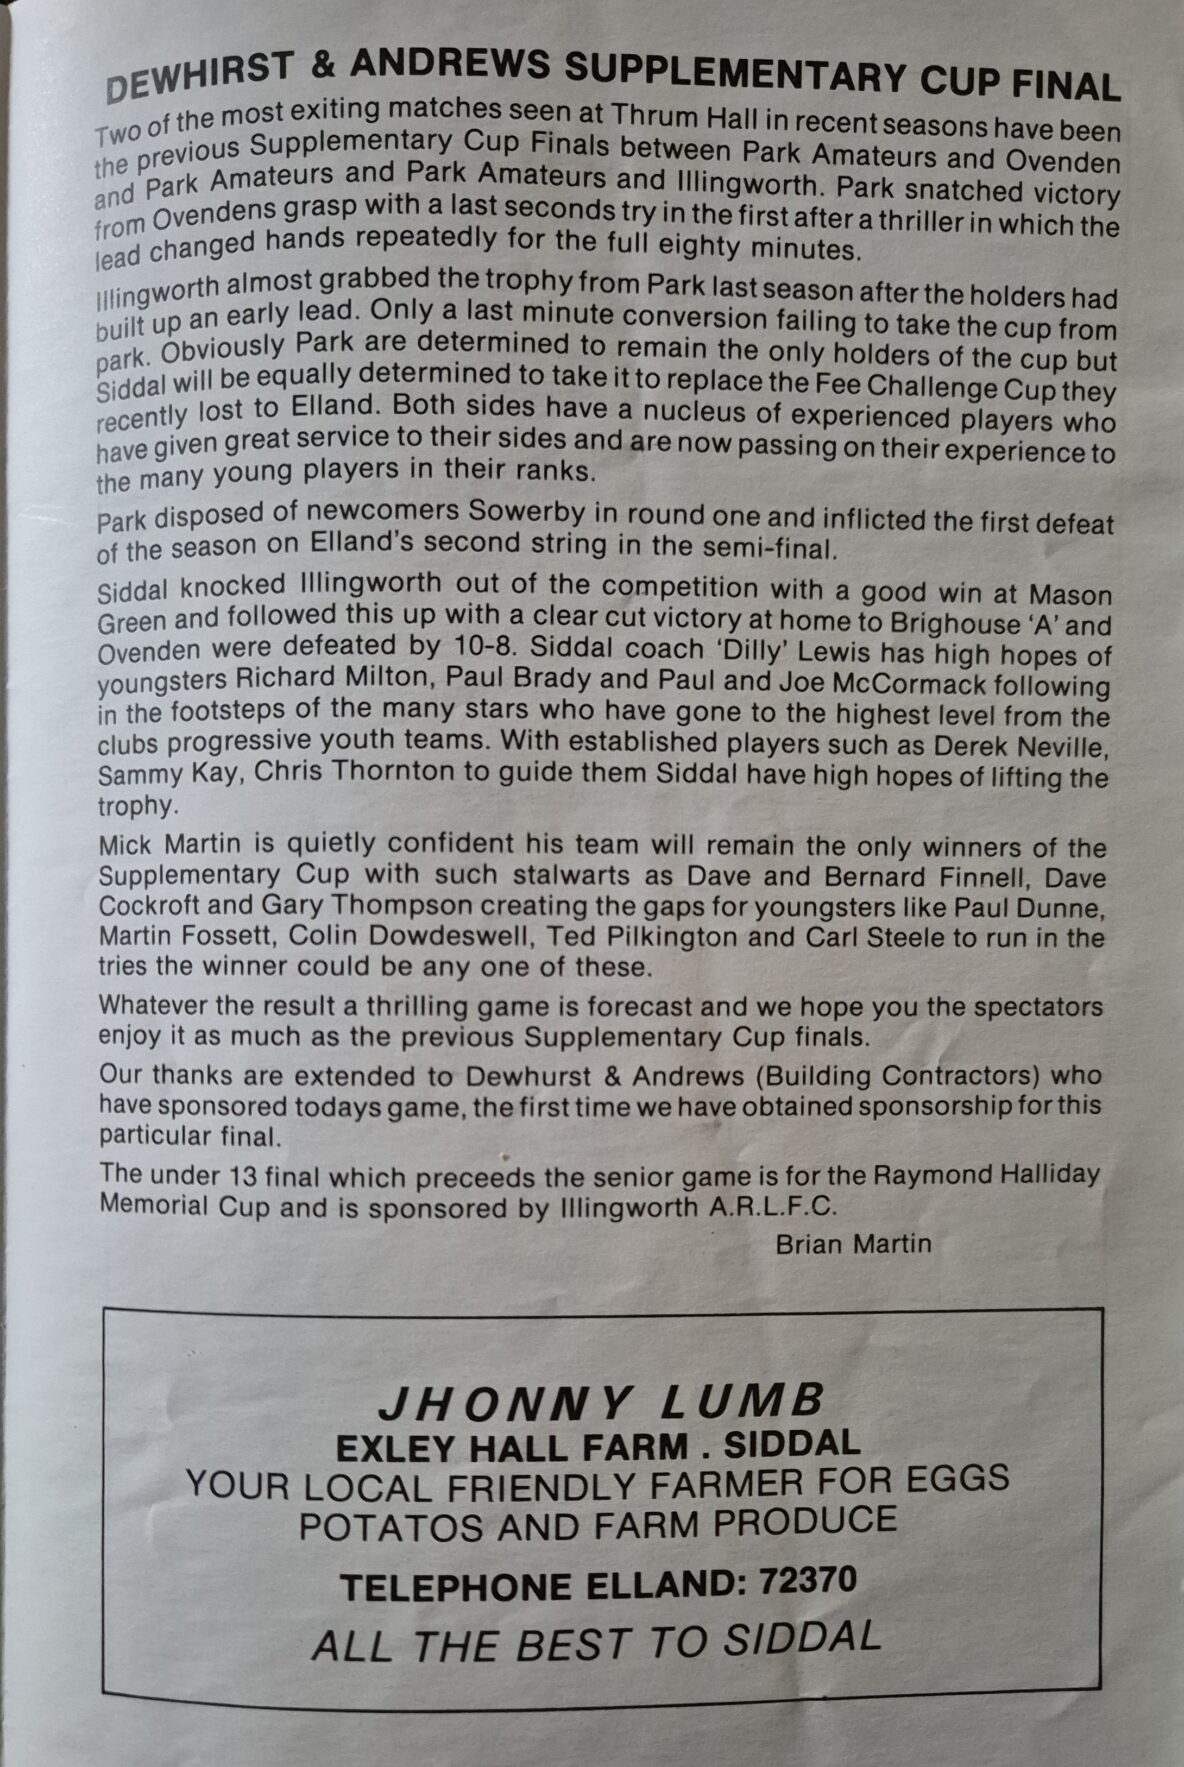 DEWHIRST & ANDREWS SUPPLEMENTARY CUP FINAL
Two of the most exiting matches seen at Thrum Hall in recent seasons have been
the previous Supplementary Cup Finals between Park Amateurs and Ovenden
and Park Amateurs and Park Amateurs and Illingworth. Park snatched victory
from Ovendens grasp with a last seconds try in the first after a thriller in which the
lead changed hands repeatedly for the full eighty minutes.
Illingworth almost grabbed the trophy from Park last season after the holders had
built up an early lead. Only a last minute conversion failing to take the cup from
park. Obviously Park are determined to remain the only holders of the cup but
Siddal will be equally determined to take it to replace the Fee Challenge Cup they
recently lost to Elland. Both sides have a nucleus of experienced players who
have given great service to their sides and are now passing on their experience to
the many young players in their ranks.
Park disposed of newcomers Sowerby in round one and inflicted the first defeat
of the season on Elland's second string in the semi-final.
Siddal knocked Illingworth out of the competition with a good win at Mason
Green and followed this up with a clear cut victory at home to Brighouse 'A' and
Ovenden were defeated by 10-8. Siddal coach 'Dilly' Lewis has high hopes of
youngsters Richard Milton, Paul Brady and Paul and Joe McCormack following
in the footsteps of the many stars who have gone to the highest level from the
clubs progressive youth teams. With established players such as Derek Neville,
Sammy Kay, Chris Thornton to guide them Siddal have high hopes of lifting the
trophy.
Mick Martin is quietly confident his team will remain the only winners of the
Supplementary Cup with such stalwarts as Dave and Bernard Finnell, Dave
Cockroft and Gary Thompson creating the gaps for youngsters like Paul Dunne,
Martin Fossett, Colin Dowdeswell, Ted Pilkington and Carl Steele to run in the
tries the winner could be any one of these.
Whatever the result a thrilling game is forecast and we hope you the spectators
enjoy it as much as the previous Supplementary Cup finals.
Our thanks are extended to Dewhurst & Andrews (Building Contractors) who
have sponsored todays game, the first time we have obtained sponsorship for this
particular final.
The under 13 final which preceeds the senior game is for the Raymond Halliday
Memorial Cup and is sponsored by Illingworth A.R.L.F.C.
Brian Martin
JHONNY LUMB
EXLEY HALL FARM . SIDDAL
YOUR LOCAL FRIENDLY FARMER FOR EGGS
POTATOS AND FARM PRODUCE
TELEPHONE ELLAND: 72370
ALL THE BEST TO SIDDAL